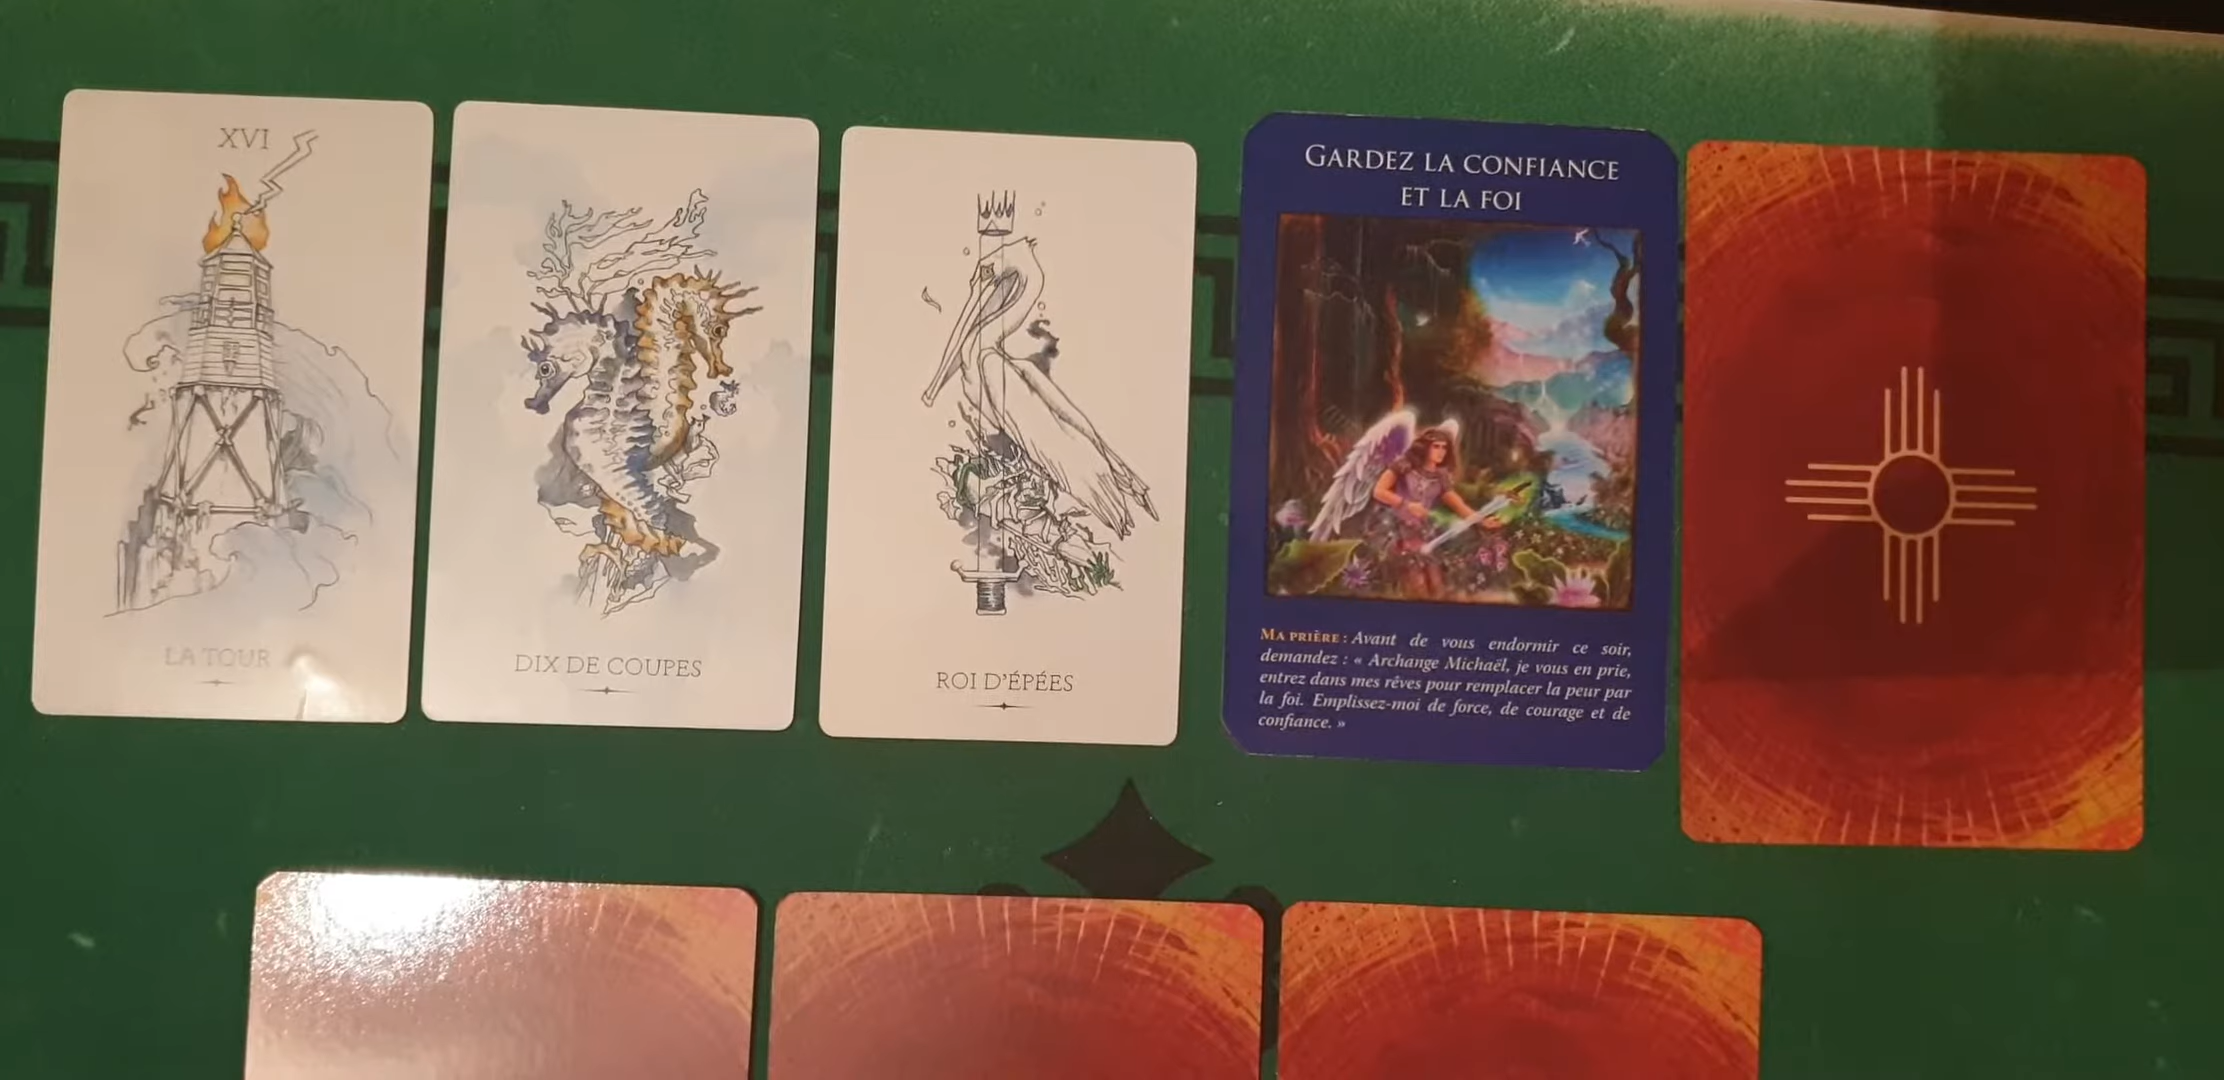 XVI
LA TOUR
DIX DE COUPES
ROI D'ÉPÉES
GARDEZ LA CONFIANCE
ET LA FOI
MA PRIÈRE : Avant de vous endormir ce soir,
demandez : « Archange Michaël, je vous en prie,
entrez dans mes rêves pour remplacer la peur par
la foi. Emplissez-moi de force, de courage et de
confiance. »